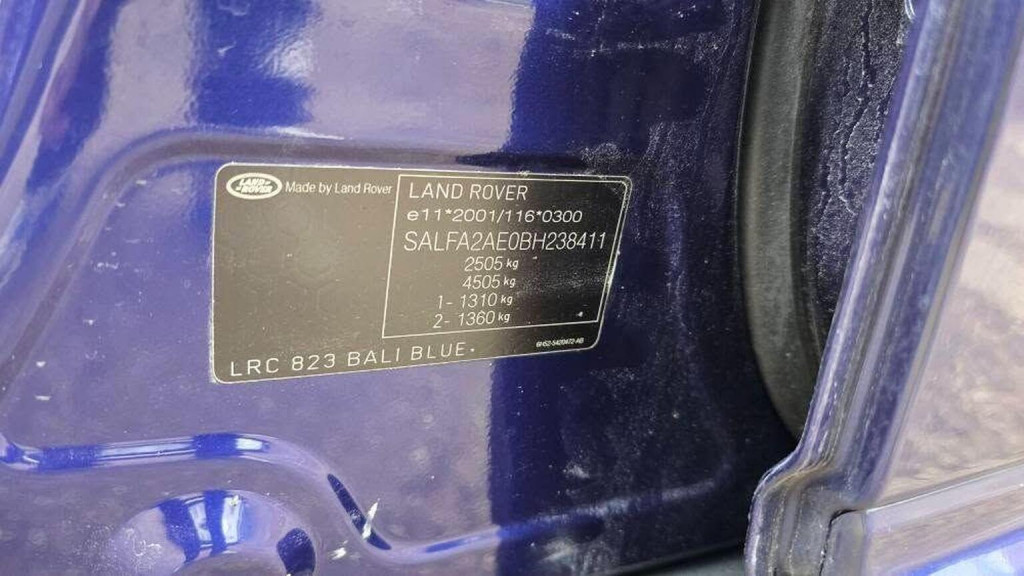 LAND ROVER
Made by Land Rover
LAND ROVER
e11*2001/116*0300
SALFA2AE0BH238411
2505 kg
4505 kg
1- 1310 kg
2- 1360 kg
LRC 823 BALI BLUE.